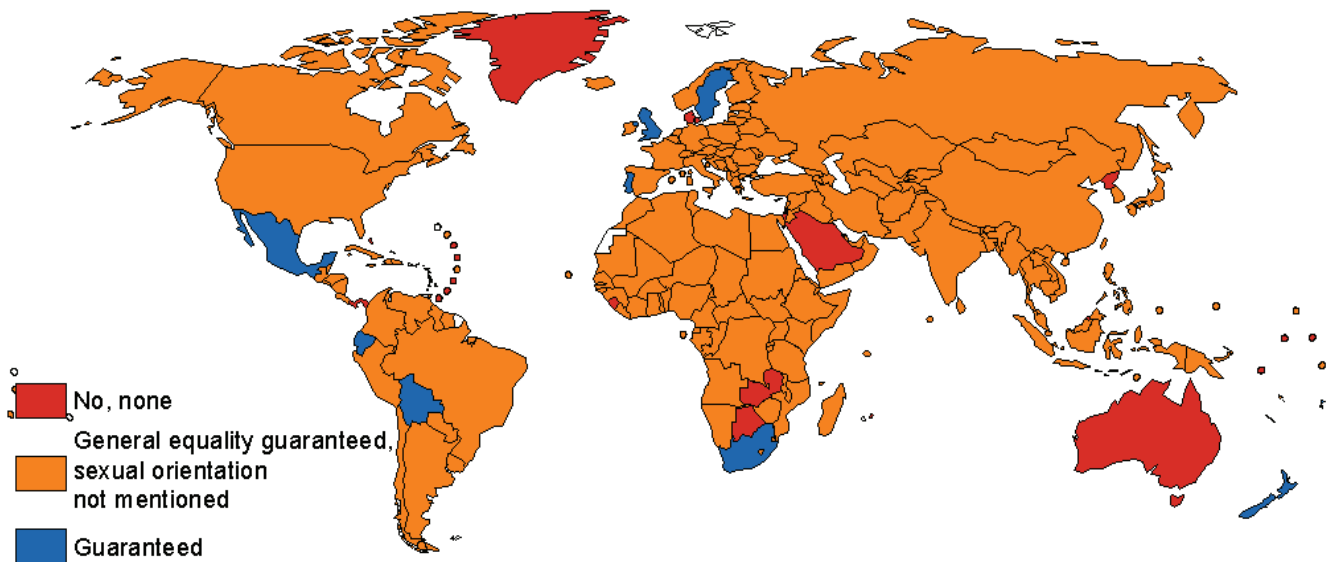 No, none
General equality guaranteed,
sexual orientation
not mentioned
Guaranteed